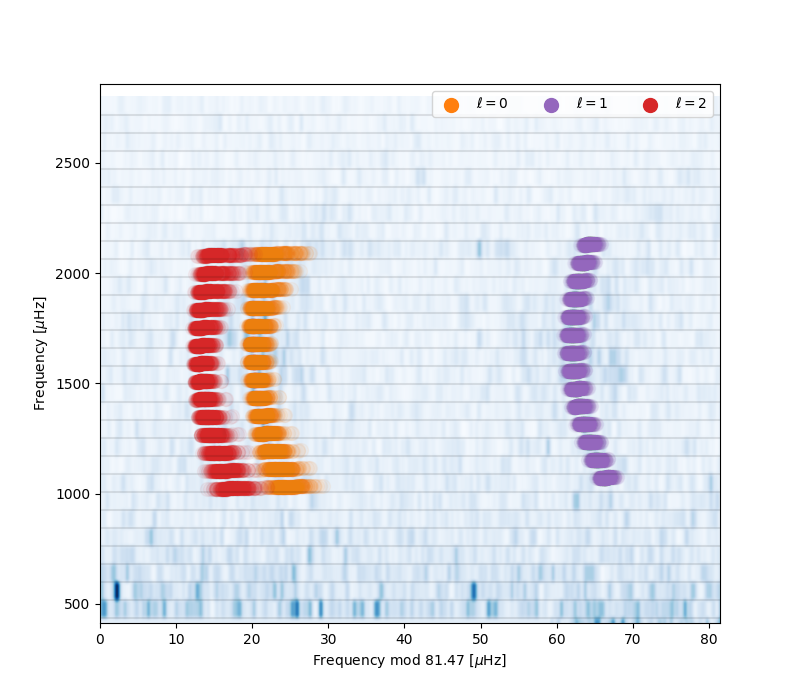 ℓ = 0 ℓ = 1 ℓ = 2
2500
2000
1500
1000
500
Frequency [μHz]
0 10 20 30 40 50 60 70 80
Frequency mod 81.47 [μHz]